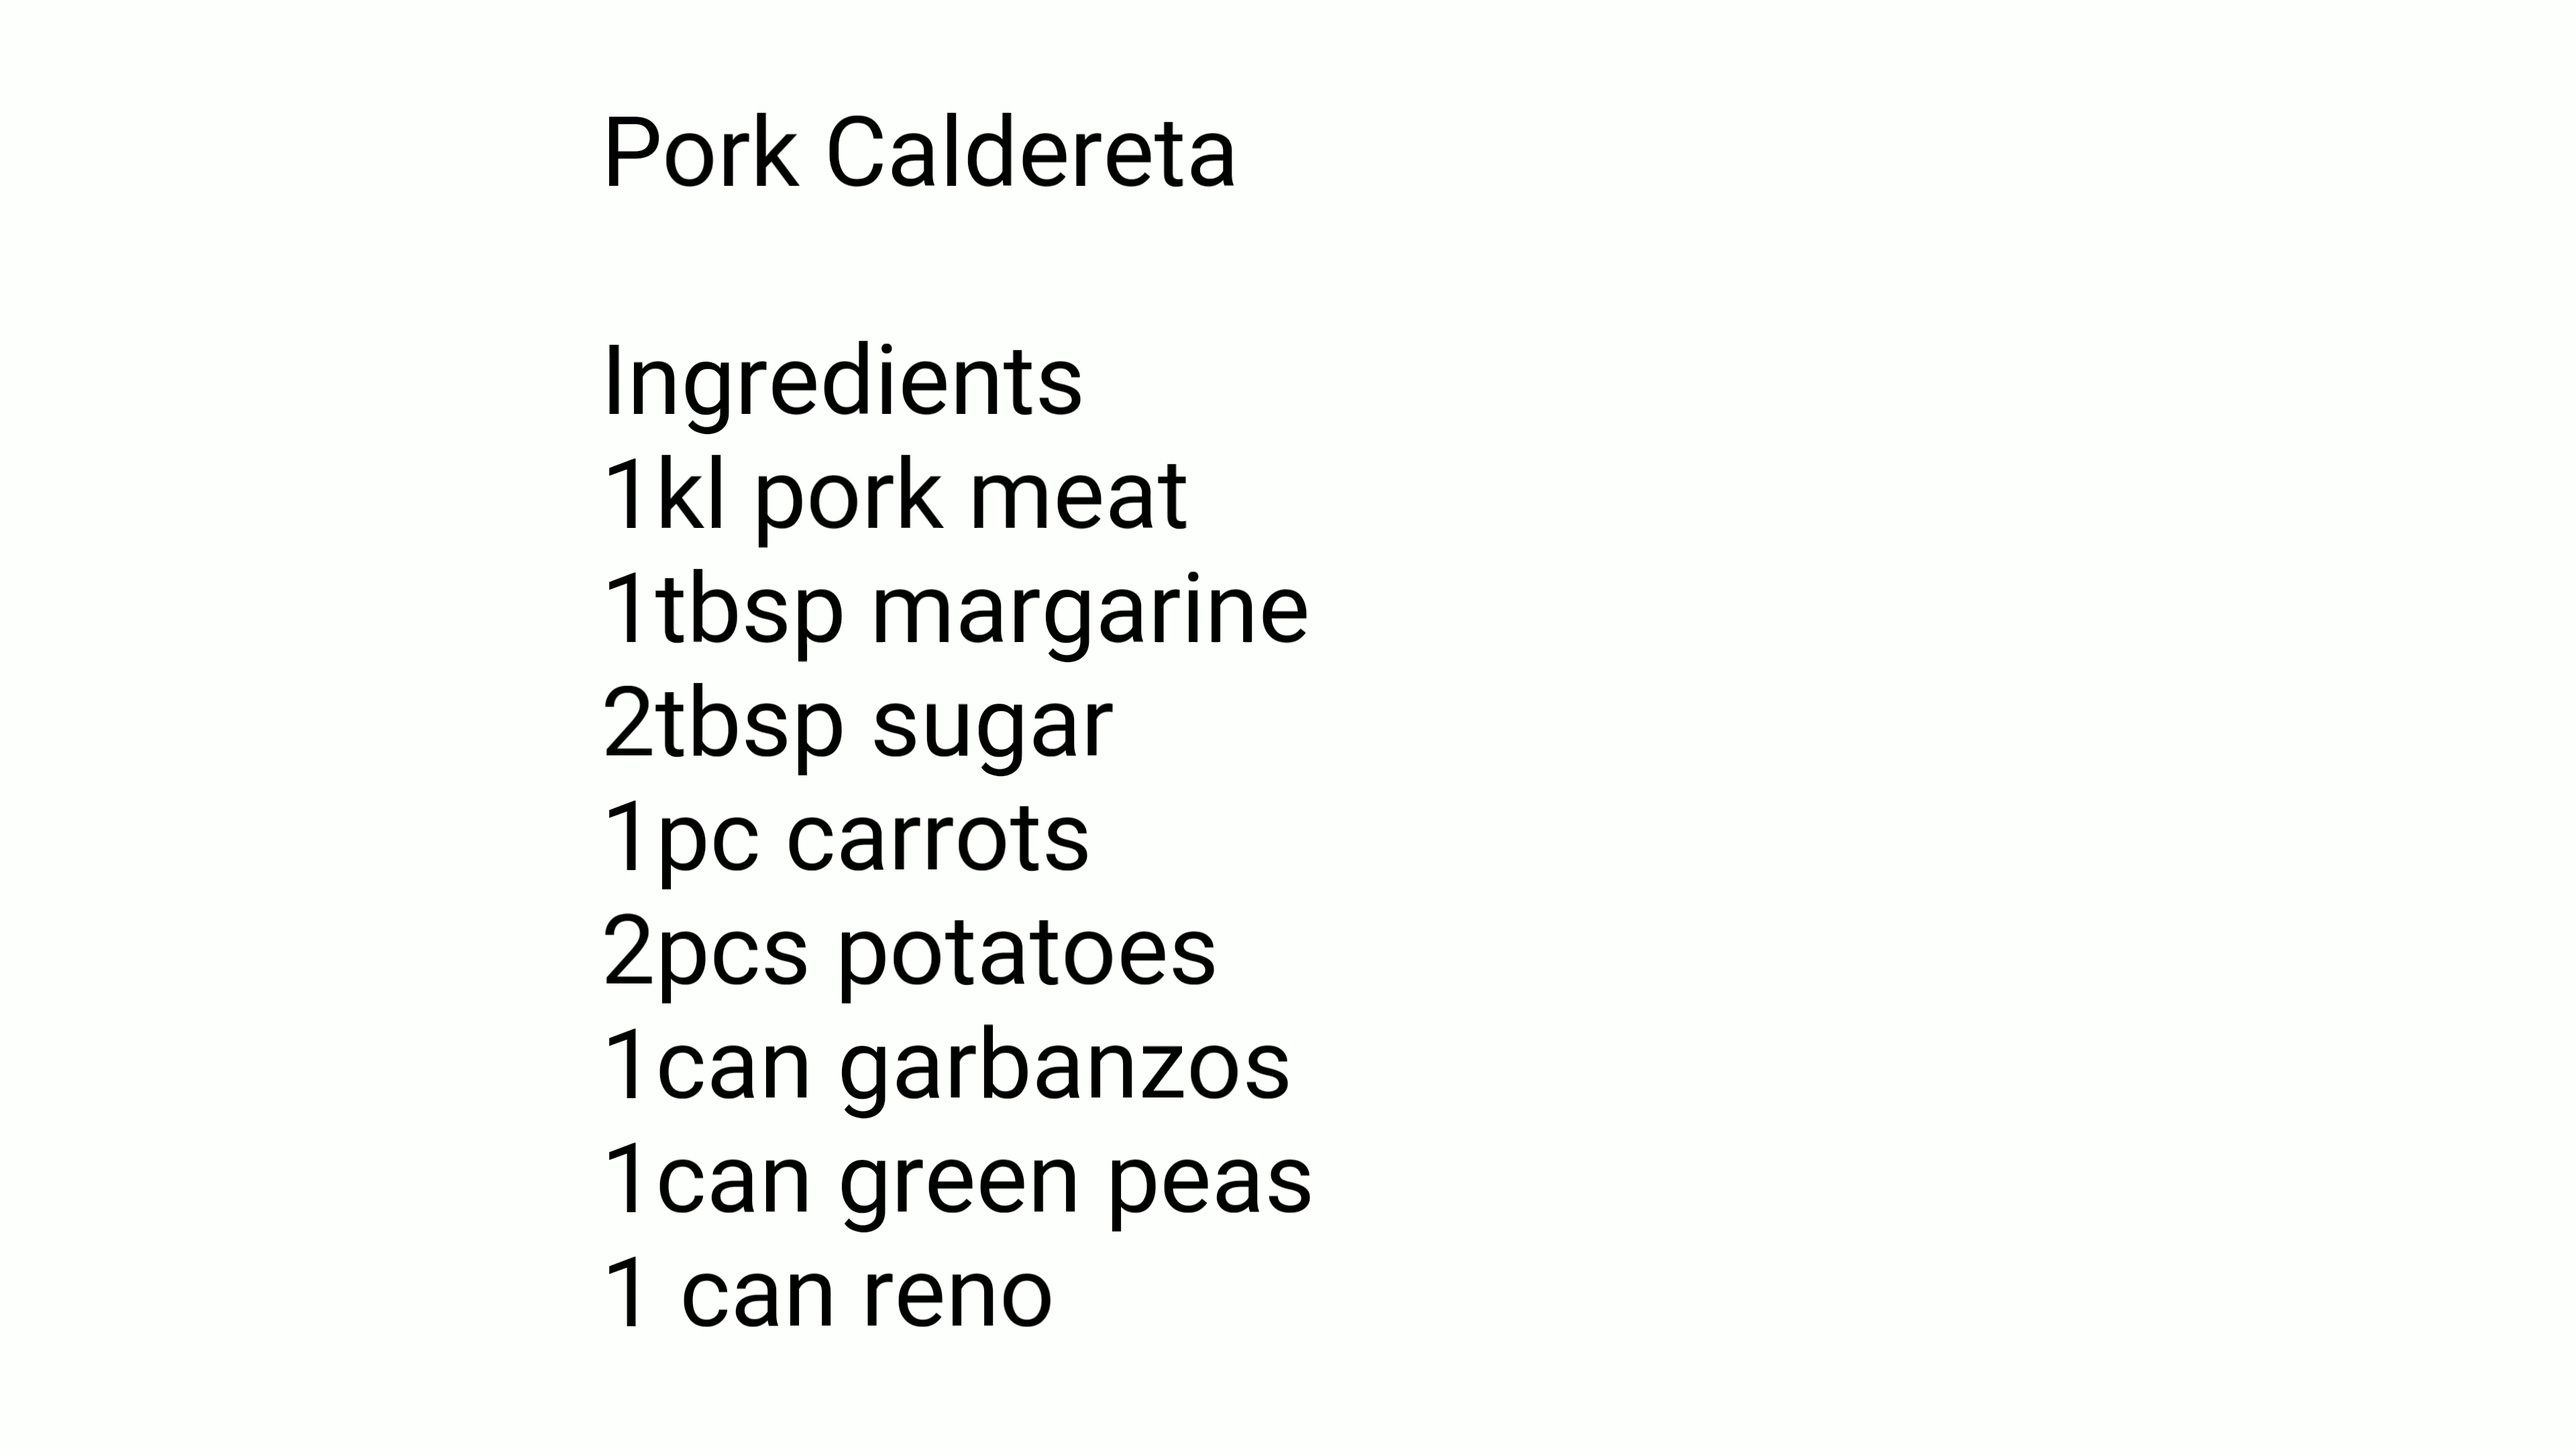 Pork Caldereta
Ingredients
1kl pork meat
1tbsp margarine
2tbsp sugar
1pc carrots
2pcs potatoes
1can garbanzos
1can green peas
1 can reno